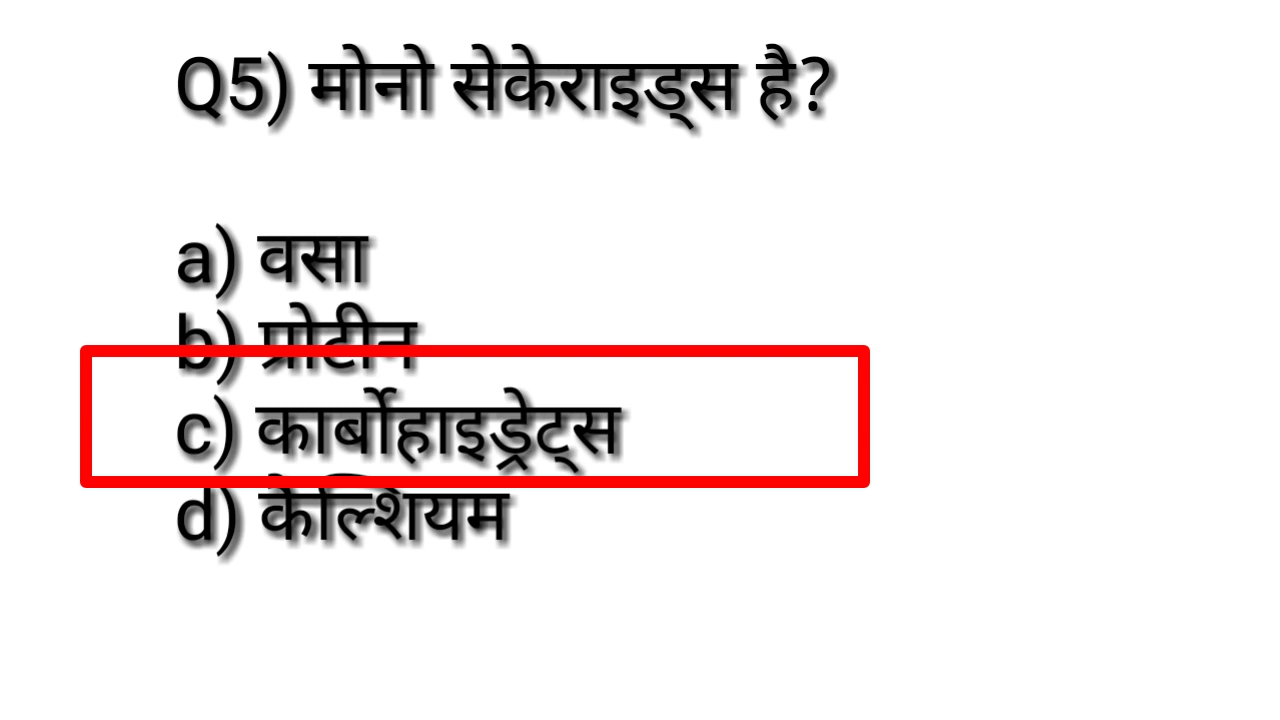 Q5) मोनो सेकेराइड्स है?
a) वसा
b) प्रोटीन
c) कार्बोहाइड्रेट्स
d) कैल्शियम